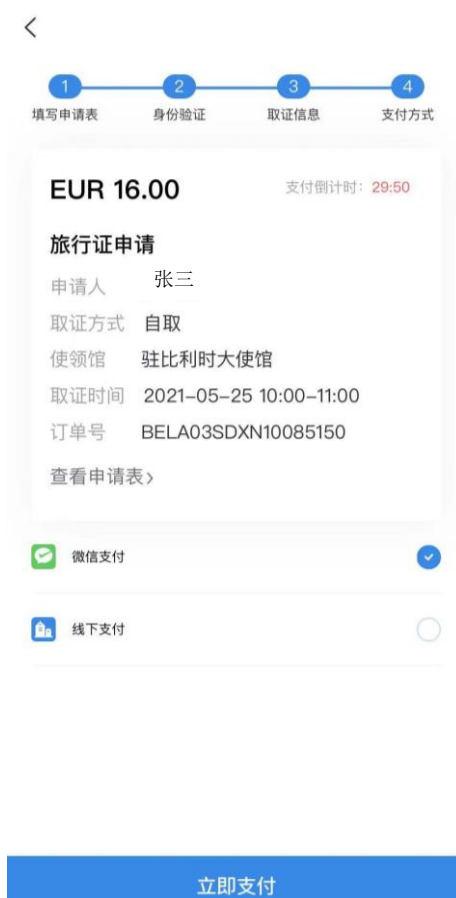 1 2 3 4
填写申请表 身份验证 取证信息 支付方式
EUR 16.00 支付倒计时: 29:50
旅行证申请
申请人 张三
取证方式 自取
使领馆 驻比利时大使馆
取证时间 2021-05-25 10:00-11:00
订单号 BELA03SDXN10085150
查看申请表>
微信支付
线下支付
立即支付